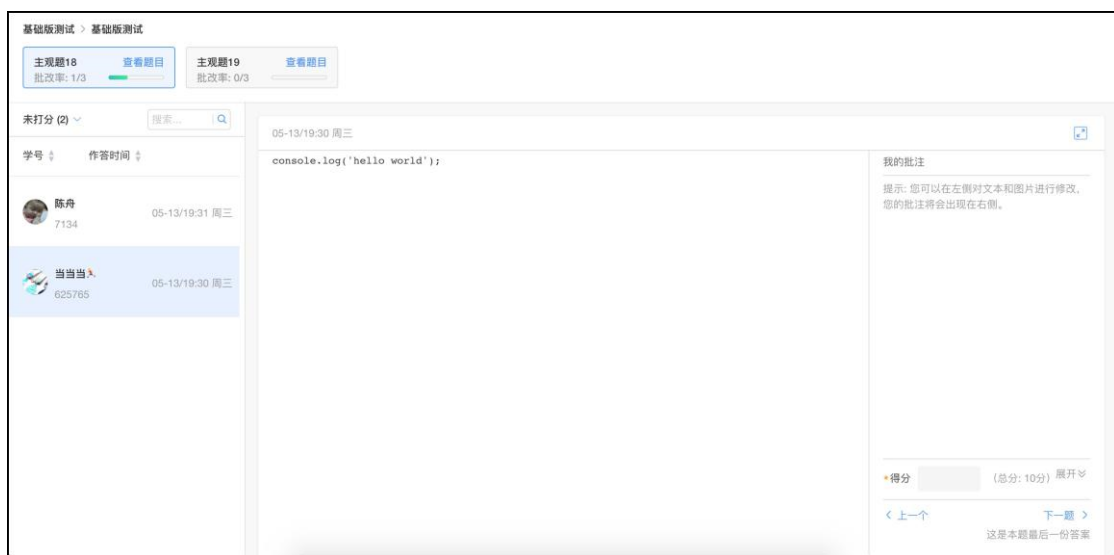 基础版测试 > 基础版测试
主观题18 查看题目
批改率: 1/3
主观题19 查看题目
批改率: 0/3
未打分 (2)
搜索...
学号 作答时间
陈舟
7134
05-13/19:31 周三
当当当
625765
05-13/19:30 周三
05-13/19:30 周三
console.log('hello world');
我的批注
提示: 您可以在左侧对文本和图片进行修改,
您的批注将会出现在右侧。
*得分 (总分: 10分) 展开
< 上一个 下一题 >
这是本题最后一份答案